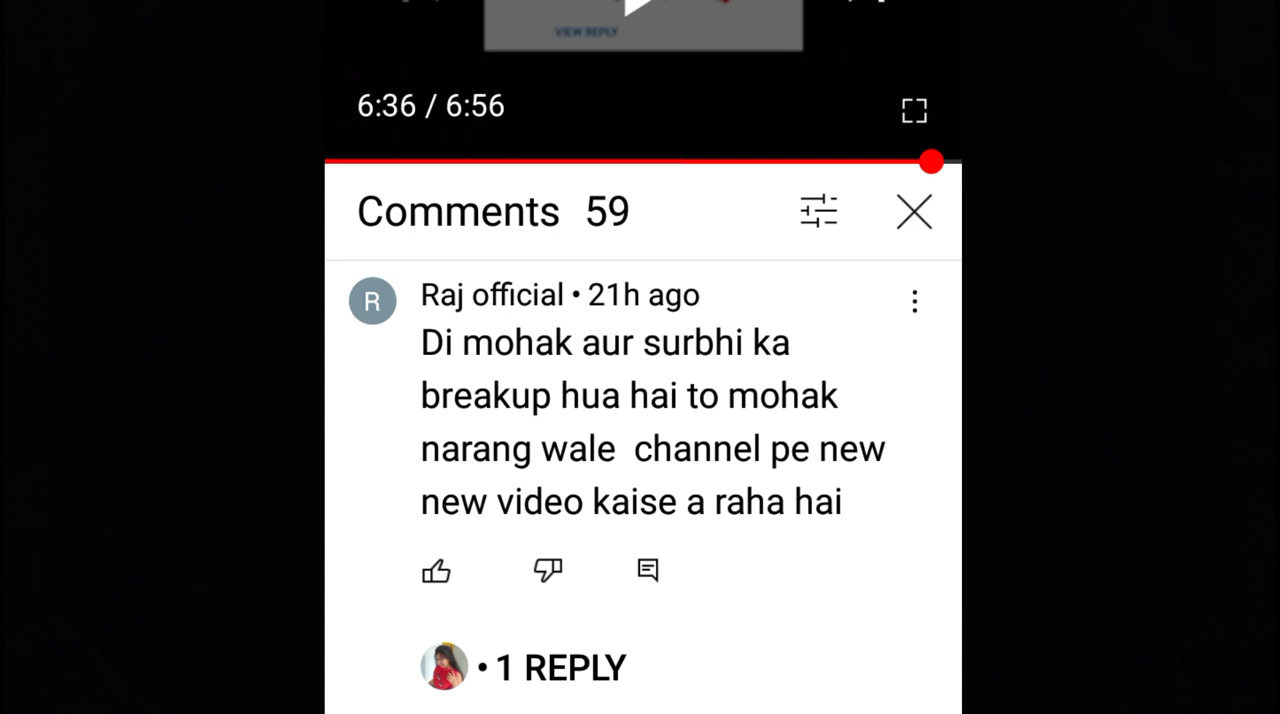 VIEW REPLY
6:36 / 6:56
Comments 59
R
Raj official • 21h ago
Di mohak aur surbhi ka
breakup hua hai to mohak
narang wale  channel pe new
new video kaise a raha hai
• 1 REPLY